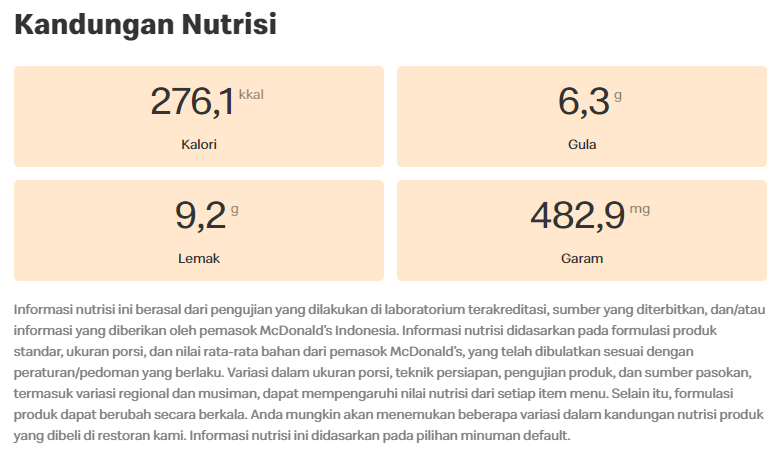 Kandungan Nutrisi
276,1 kkal
Kalori
6,3 g
Gula
9,2 g
Lemak
482,9 mg
Garam
Informasi nutrisi ini berasal dari pengujian yang dilakukan di laboratorium terakreditasi, sumber yang diterbitkan, dan/atau
informasi yang diberikan oleh pemasok McDonald's Indonesia. Informasi nutrisi didasarkan pada formulasi produk
standar, ukuran porsi, dan nilai rata-rata bahan dari pemasok McDonald's, yang telah dibulatkan sesuai dengan
peraturan/pedoman yang berlaku. Variasi dalam ukuran porsi, teknik persiapan, pengujian produk, dan sumber pasokan,
termasuk variasi regional dan musiman, dapat mempengaruhi nilai nutrisi dari setiap item menu. Selain itu, formulasi
produk dapat berubah secara berkala. Anda mungkin akan menemukan beberapa variasi dalam kandungan nutrisi produk
yang dibeli di restoran kami. Informasi nutrisi ini didasarkan pada pilihan minuman default.